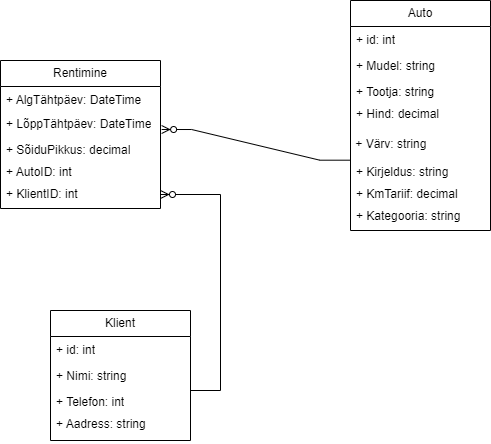 Auto
+ id: int
+ Mudel: string
+ Tootja: string
+ Hind: decimal
+ Värv: string
+ Kirjeldus: string
+ KmTariif: decimal
+ Kategooria: string
Rentimine
+ AlgTähtpäev: DateTime
+ LõppTähtpäev: DateTime
+ SõiduPikkus: decimal
+ AutoID: int
+ KlientID: int
Klient
+ id: int
+ Nimi: string
+ Telefon: int
+ Aadress: string